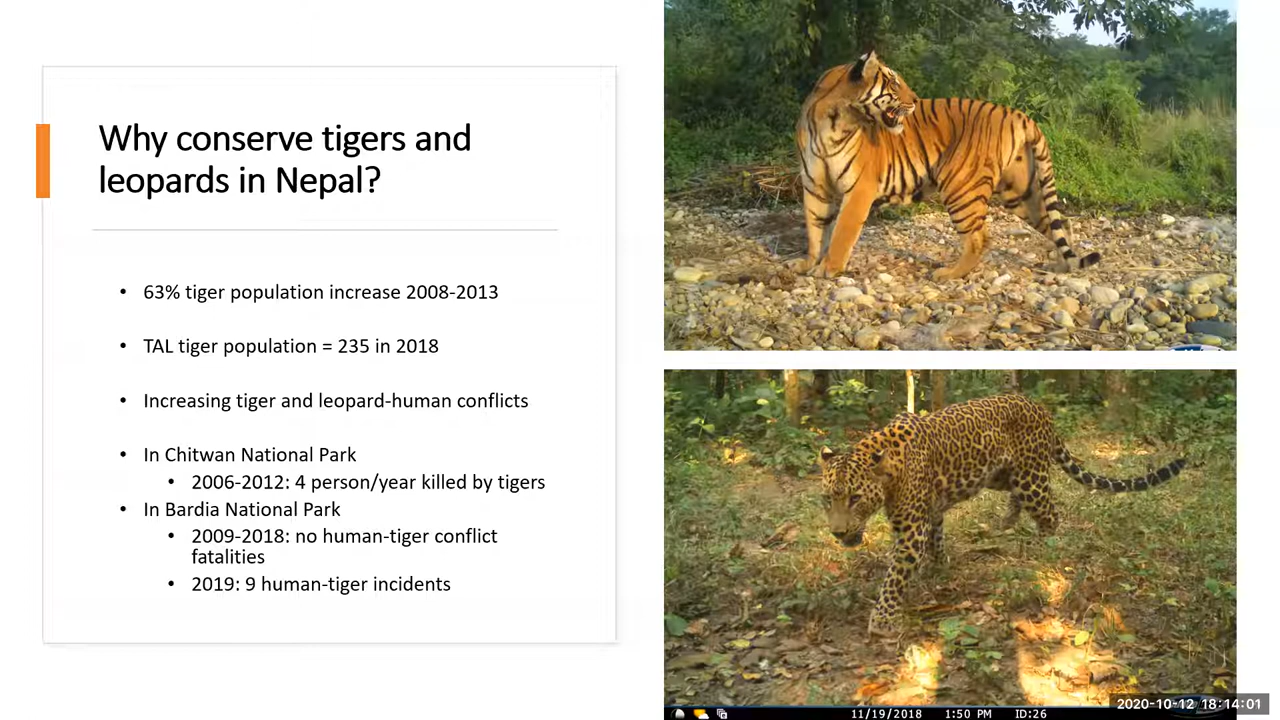 Why conserve tigers and
leopards in Nepal?
• 63% tiger population increase 2008-2013
• TAL tiger population = 235 in 2018
• Increasing tiger and leopard-human conflicts
• In Chitwan National Park
• 2006-2012: 4 person/year killed by tigers
• In Bardia National Park
• 2009-2018: no human-tiger conflict
fatalities
• 2019: 9 human-tiger incidents
2020-10-12 18:14:01
11/19/2018 1:50 PM ID:26